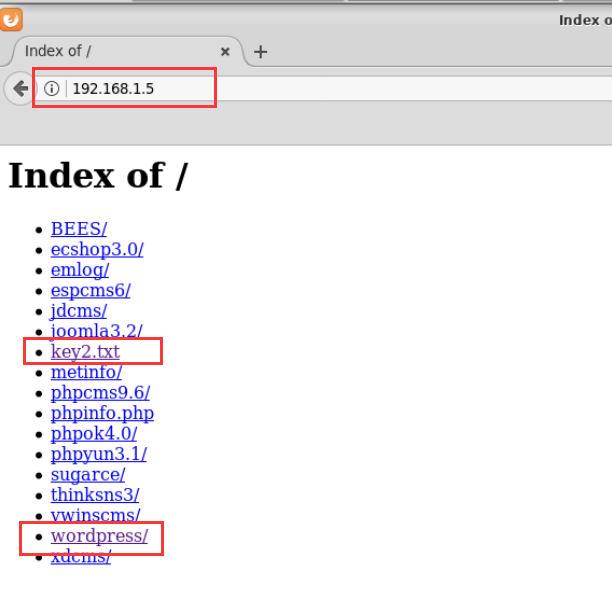 Index o
Index of /
192.168.1.5
Index of /
BEES/
ecshop3.0/
emlog/
espcms6/
jdcms/
joomla3.2/
key2.txt
metinfo/
phpcms9.6/
phpinfo.php
phpok4.0/
phpyun3.1/
sugarce/
thinksns3/
vwinscms/
wordpress/
xdcms/